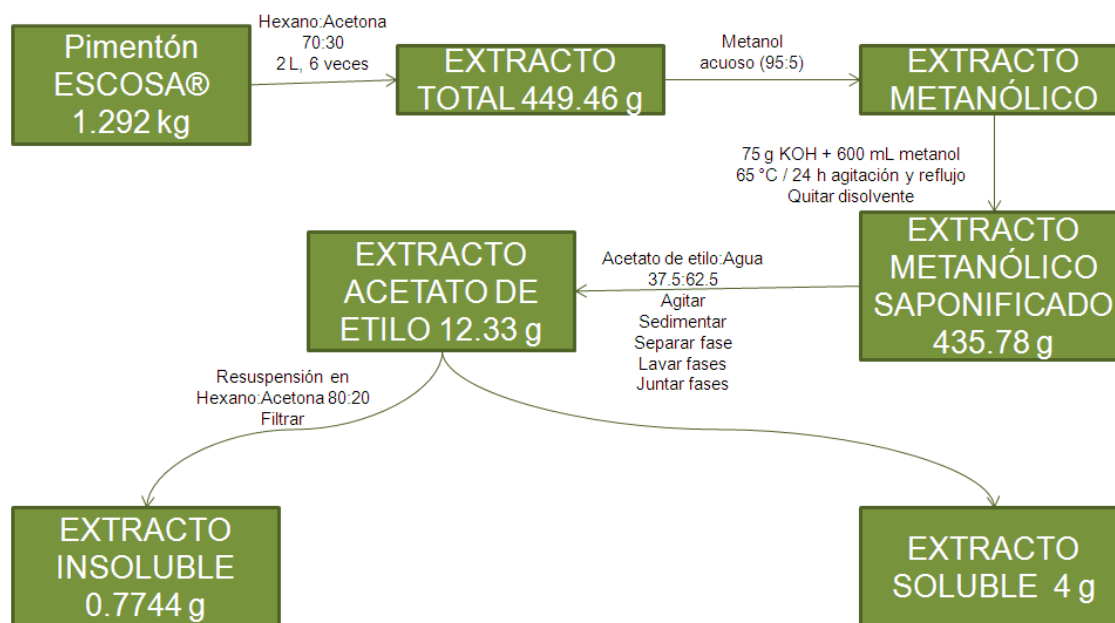 Pimentón
ESCOSA®
1.292 kg
Hexano:Acetona
70:30
2 L, 6 veces
EXTRACTO
TOTAL 449.46 g
Metanol
acuoso (95:5)
EXTRACTO
METANÓLICO
75 g KOH + 600 mL metanol
65 °C / 24 h agitación y reflujo
Quitar disolvente
EXTRACTO
METANÓLICO
SAPONIFICADO
435.78 g
Acetato de etilo:Agua
37.5:62.5
Agitar
Sedimentar
Separar fase
Lavar fases
Juntar fases
EXTRACTO
ACETATO DE
ETILO 12.33 g
Resuspensión en
Hexano:Acetona 80:20
Filtrar
EXTRACTO
INSOLUBLE
0.7744 g
EXTRACTO
SOLUBLE 4 g